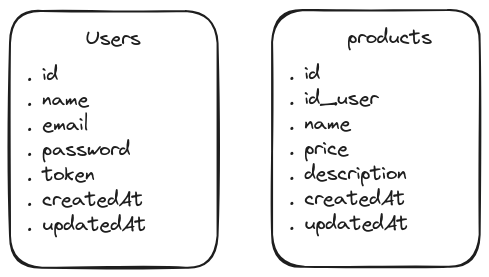 Users
. id
. name
. email
. password
. token
. createdAt
. updatedAt
products
. id
. id_user
. name
. price
. description
. createdAt
. updatedAt